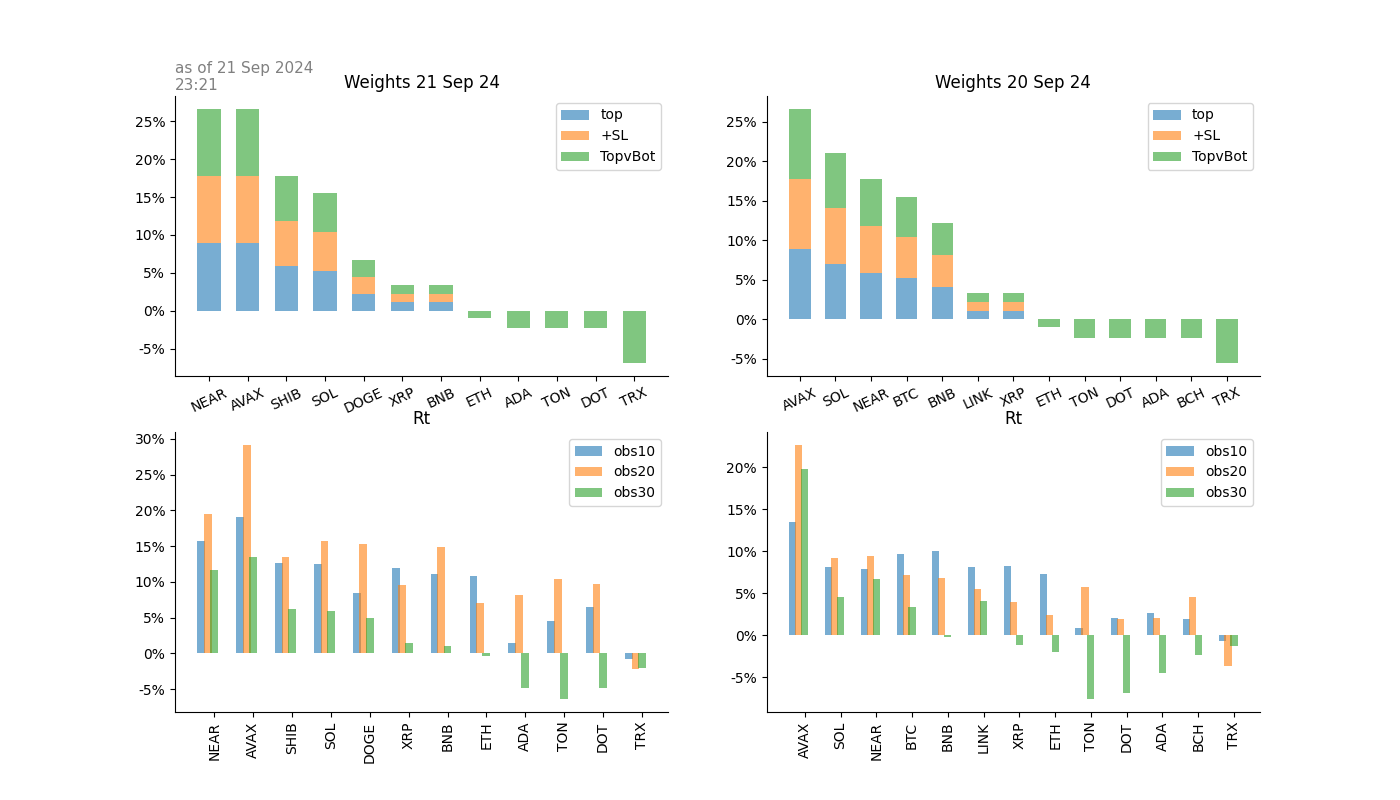 as of 21 Sep 2024
23:21
Weights 21 Sep 24
25%
20%
15%
10%
5%
0%
-5%
top
+SL
TopvBot
NEAR AVAX SHIB SOL DOGE XRP BNB ETH ADA TON DOT TRX
Weights 20 Sep 24
25%
20%
15%
10%
5%
0%
-5%
top
+SL
TopvBot
AVAX SOL NEAR BTC BNB LINK XRP ETH TON DOT ADA BCH TRX
Rt
30%
25%
20%
15%
10%
5%
0%
-5%
obs10
obs20
obs30
NEAR AVAX SHIB SOL DOGE XRP BNB ETH ADA TON DOT TRX
Rt
20%
15%
10%
5%
0%
-5%
obs10
obs20
obs30
AVAX SOL NEAR BTC BNB LINK XRP ETH TON DOT ADA BCH TRX